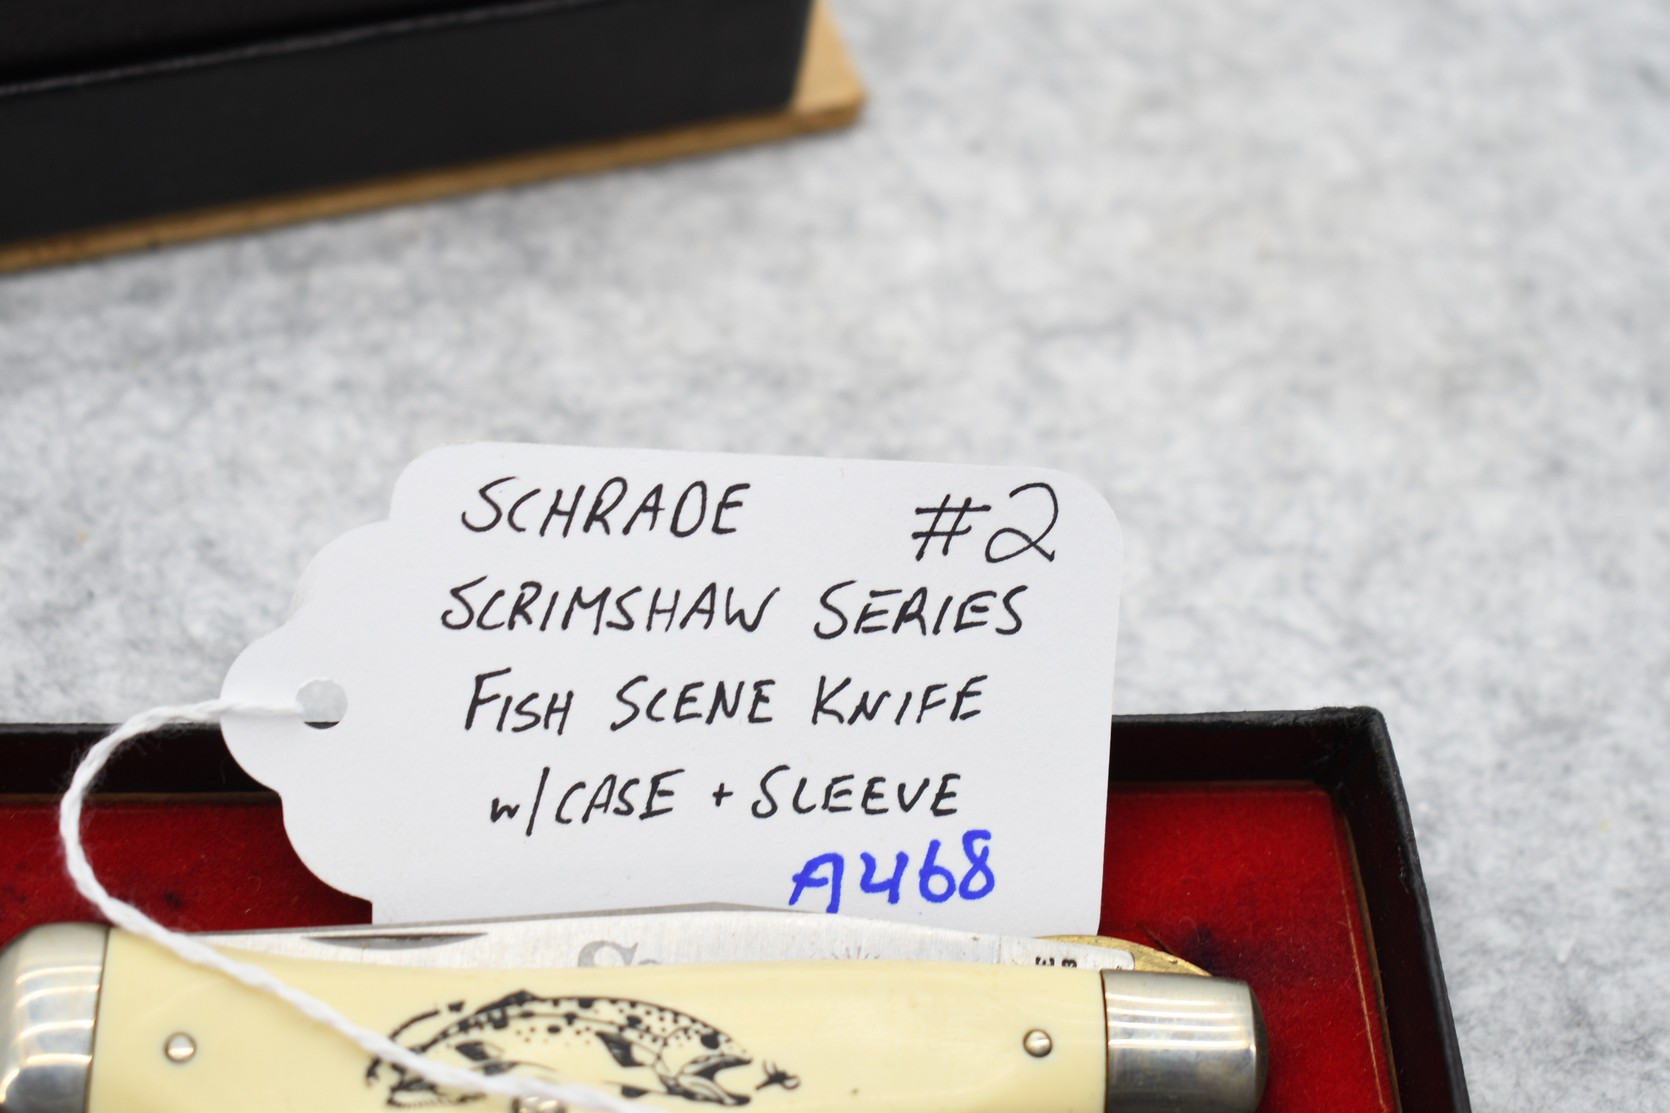 SCHRADE #2
SCRIMSHAW SERIES
FISH SCENE KNIFE
w/CASE + SLEEVE
A468